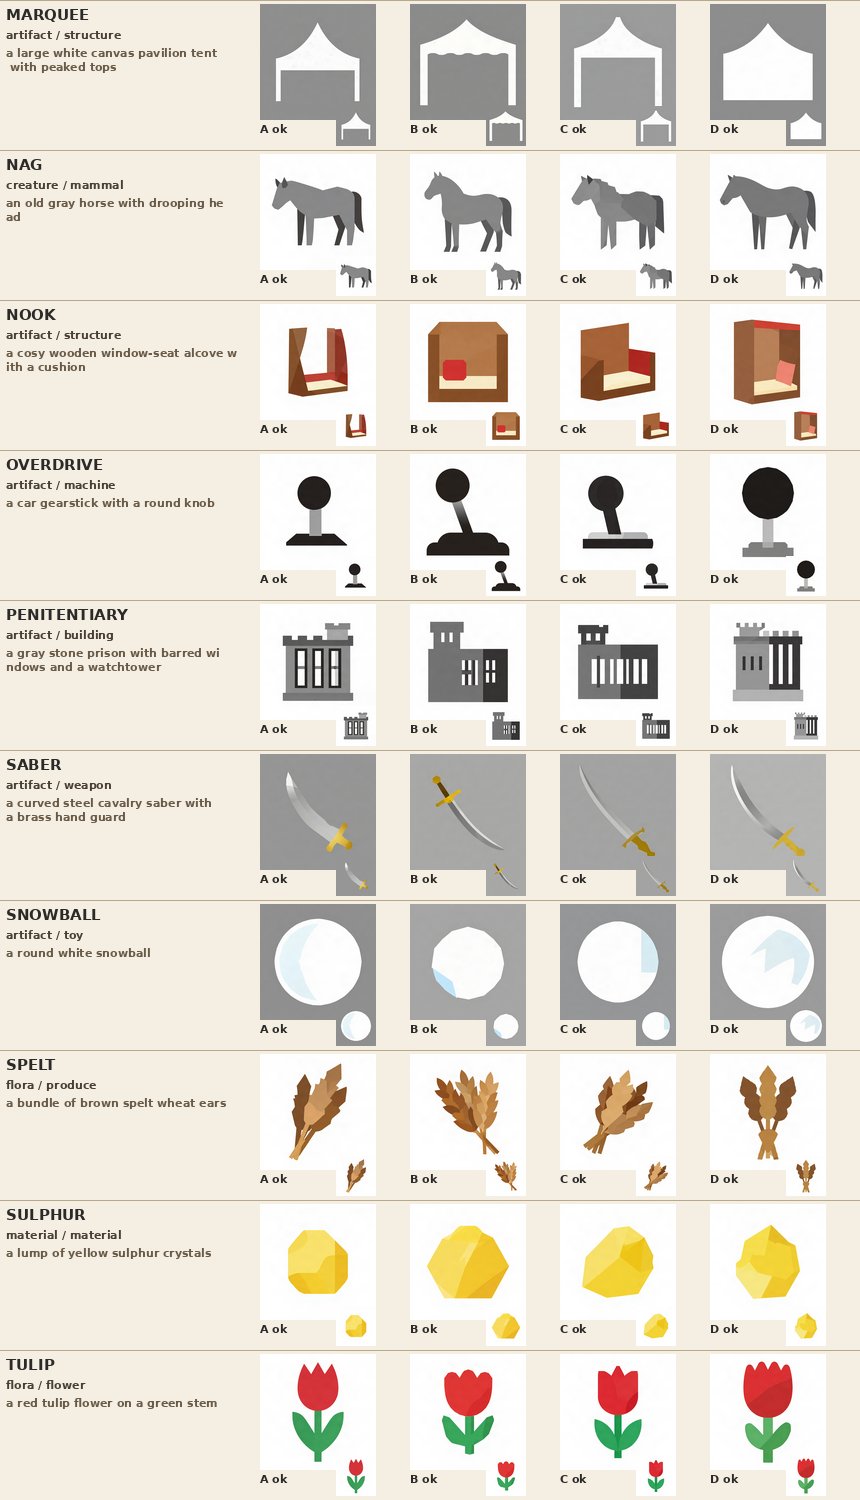 MARQUEE
artifact / structure
a large white canvas pavilion tent
with peaked tops
A ok
B ok
C ok
D ok
NAG
creature / mammal
an old gray horse with drooping he
ad
A ok
B ok
C ok
D ok
NOOK
artifact / structure
a cosy wooden window-seat alcove w
ith a cushion
A ok
B ok
C ok
D ok
OVERDRIVE
artifact / machine
a car gearstick with a round knob
A ok
B ok
C ok
D ok
PENITENTIARY
artifact / building
a gray stone prison with barred wi
ndows and a watchtower
A ok
B ok
C ok
D ok
SABER
artifact / weapon
a curved steel cavalry saber with
a brass hand guard
A ok
B ok
C ok
D ok
SNOWBALL
artifact / toy
a round white snowball
A ok
B ok
C ok
D ok
SPELT
flora / produce
a bundle of brown spelt wheat ears
A ok
B ok
C ok
D ok
SULPHUR
material / material
a lump of yellow sulphur crystals
A ok
B ok
C ok
D ok
TULIP
flora / flower
a red tulip flower on a green stem
A ok
B ok
C ok
D ok